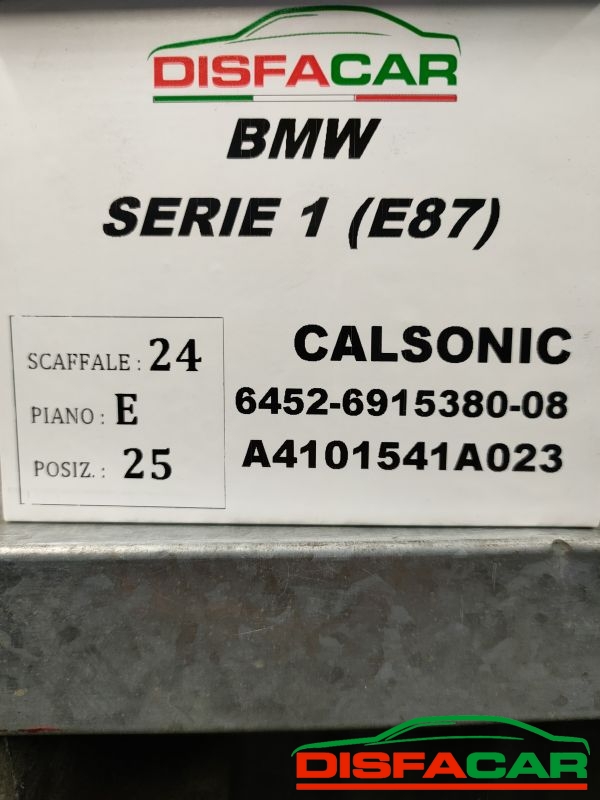 DISFACAR
BMW
SERIE 1 (E87)
SCAFFALE : 24
PIANO : E
POSIZ. : 25
CALSONIC
6452-6915380-08
A4101541A023
DISFACAR